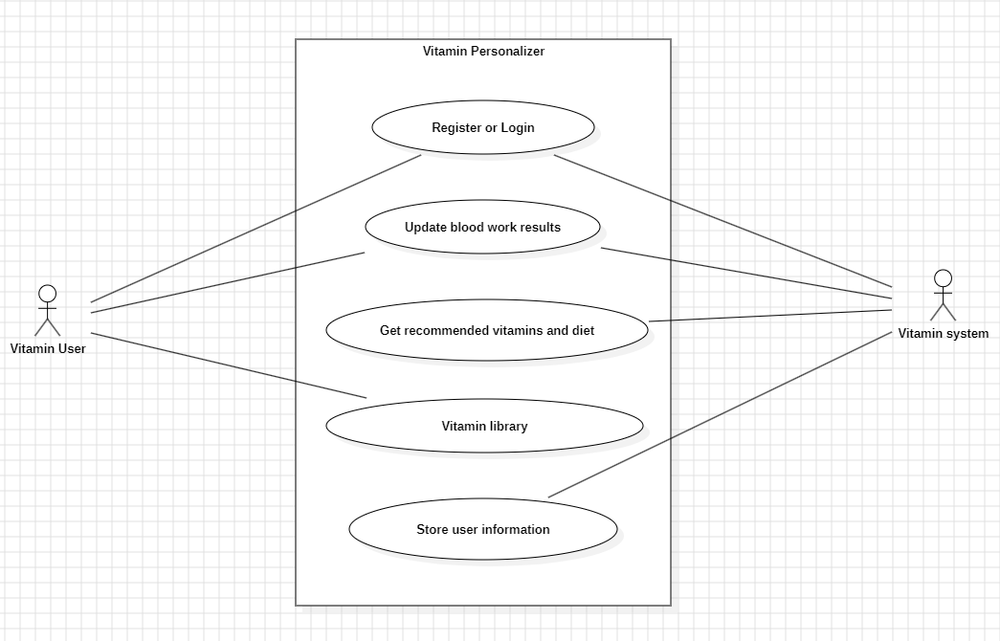 Vitamin Personalizer
Register or Login
Update blood work results
Get recommended vitamins and diet
Vitamin library
Store user information
Vitamin User
Vitamin system